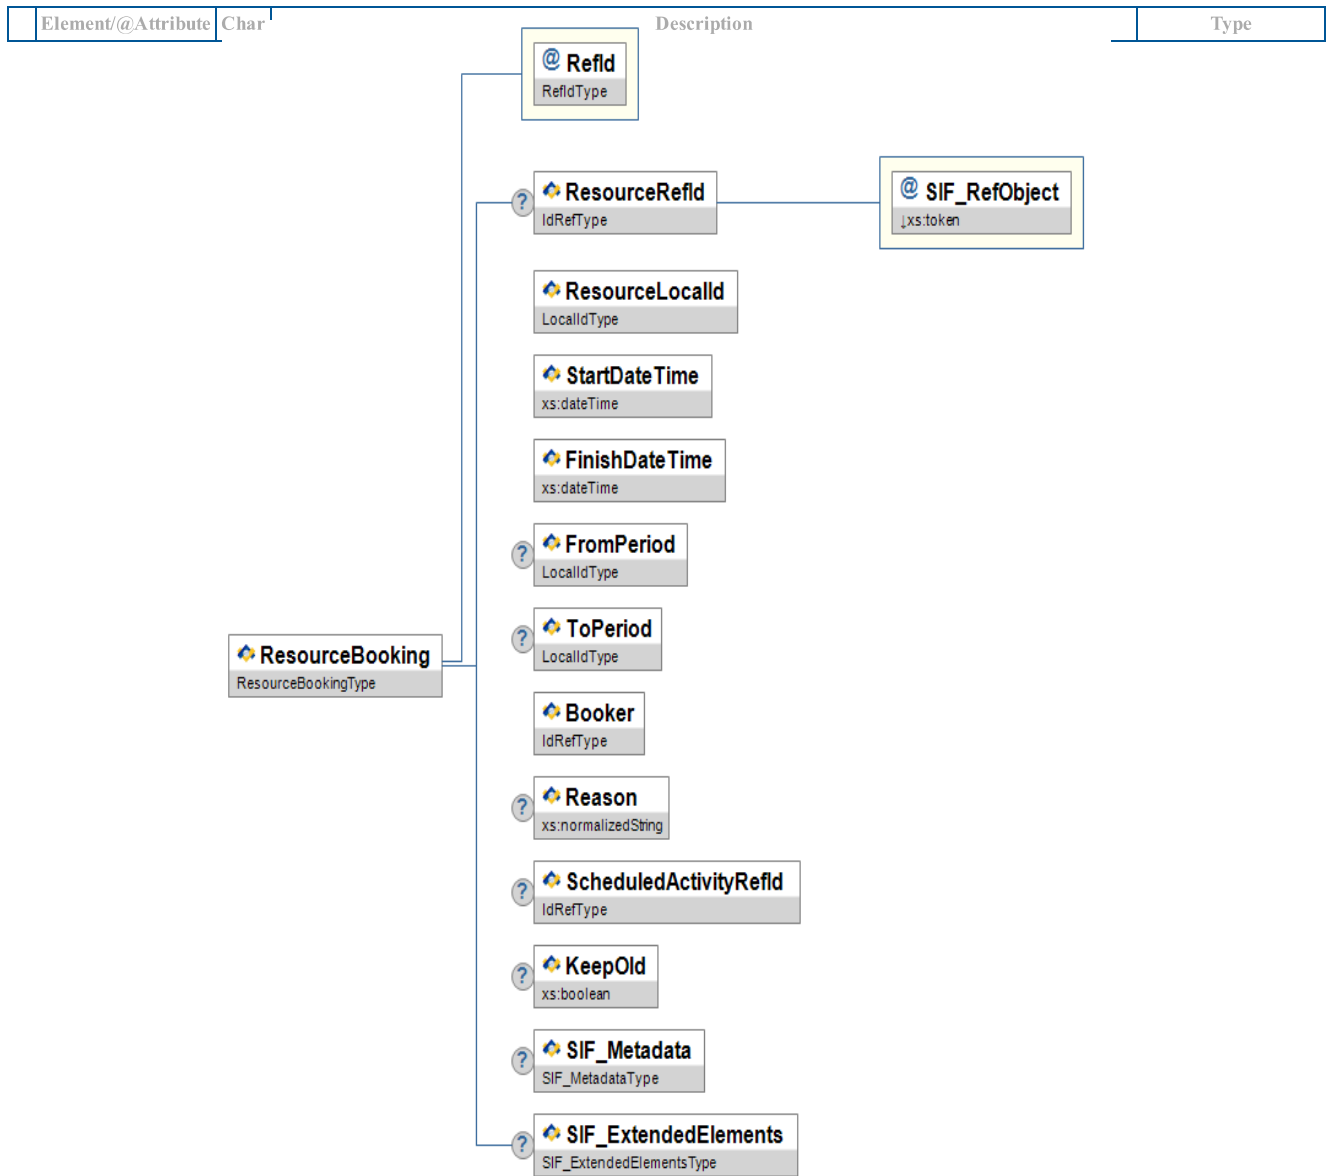 Element/@Attribute Char Description Type
@ RefId
RefIdType
? ResourceRefId
IdRefType
@ SIF_RefObject
↓xs:token
ResourceLocalId
LocalIdType
StartDateTime
xs:dateTime
FinishDateTime
xs:dateTime
? FromPeriod
LocalIdType
? ToPeriod
LocalIdType
ResourceBooking
ResourceBookingType
Booker
IdRefType
? Reason
xs:normalizedString
? ScheduledActivityRefId
IdRefType
? KeepOld
xs:boolean
? SIF_Metadata
SIF_MetadataType
? SIF_ExtendedElements
SIF_ExtendedElementsType